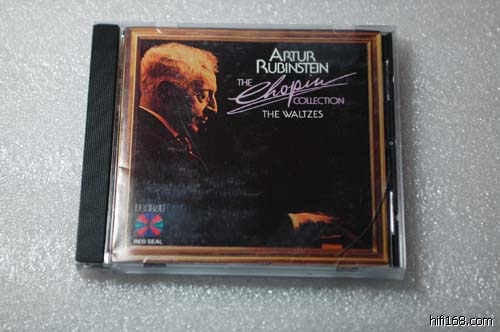 ARTUR
RUBINSTEIN
THE Chopin
COLLECTION
THE WALTZES
RED SEAL
hifi168.com